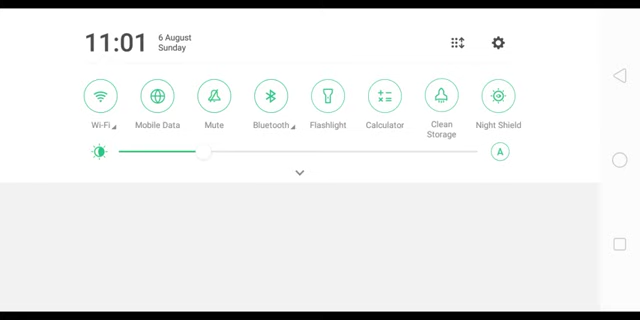 11:01
6 August
Sunday
Wi-Fi
Mobile Data
Mute
Bluetooth
Flashlight
Calculator
Clean
Storage
Night Shield
A